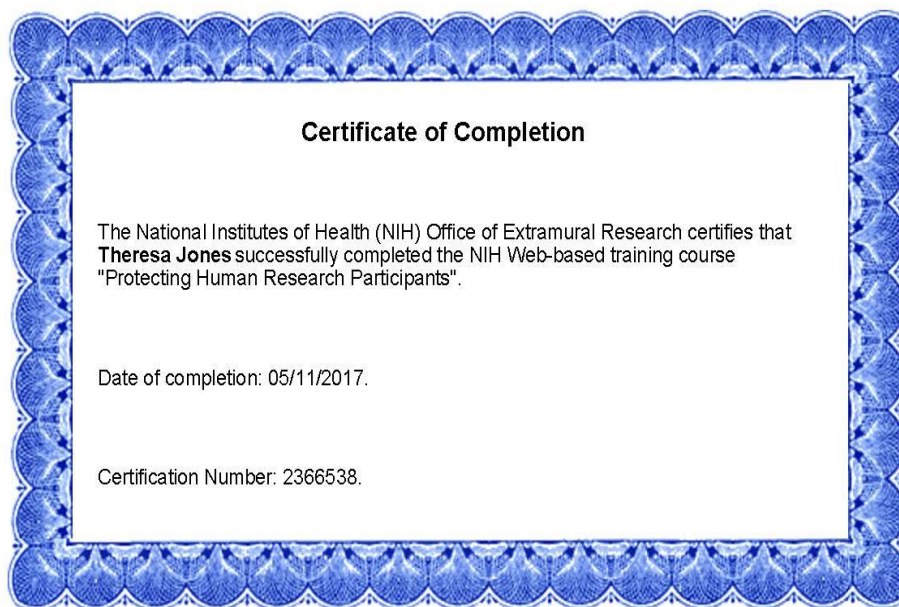 Certificate of Completion
The National Institutes of Health (NIH) Office of Extramural Research certifies that
Theresa Jones successfully completed the NIH Web-based training course
"Protecting Human Research Participants".
Date of completion: 05/11/2017.
Certification Number: 2366538.